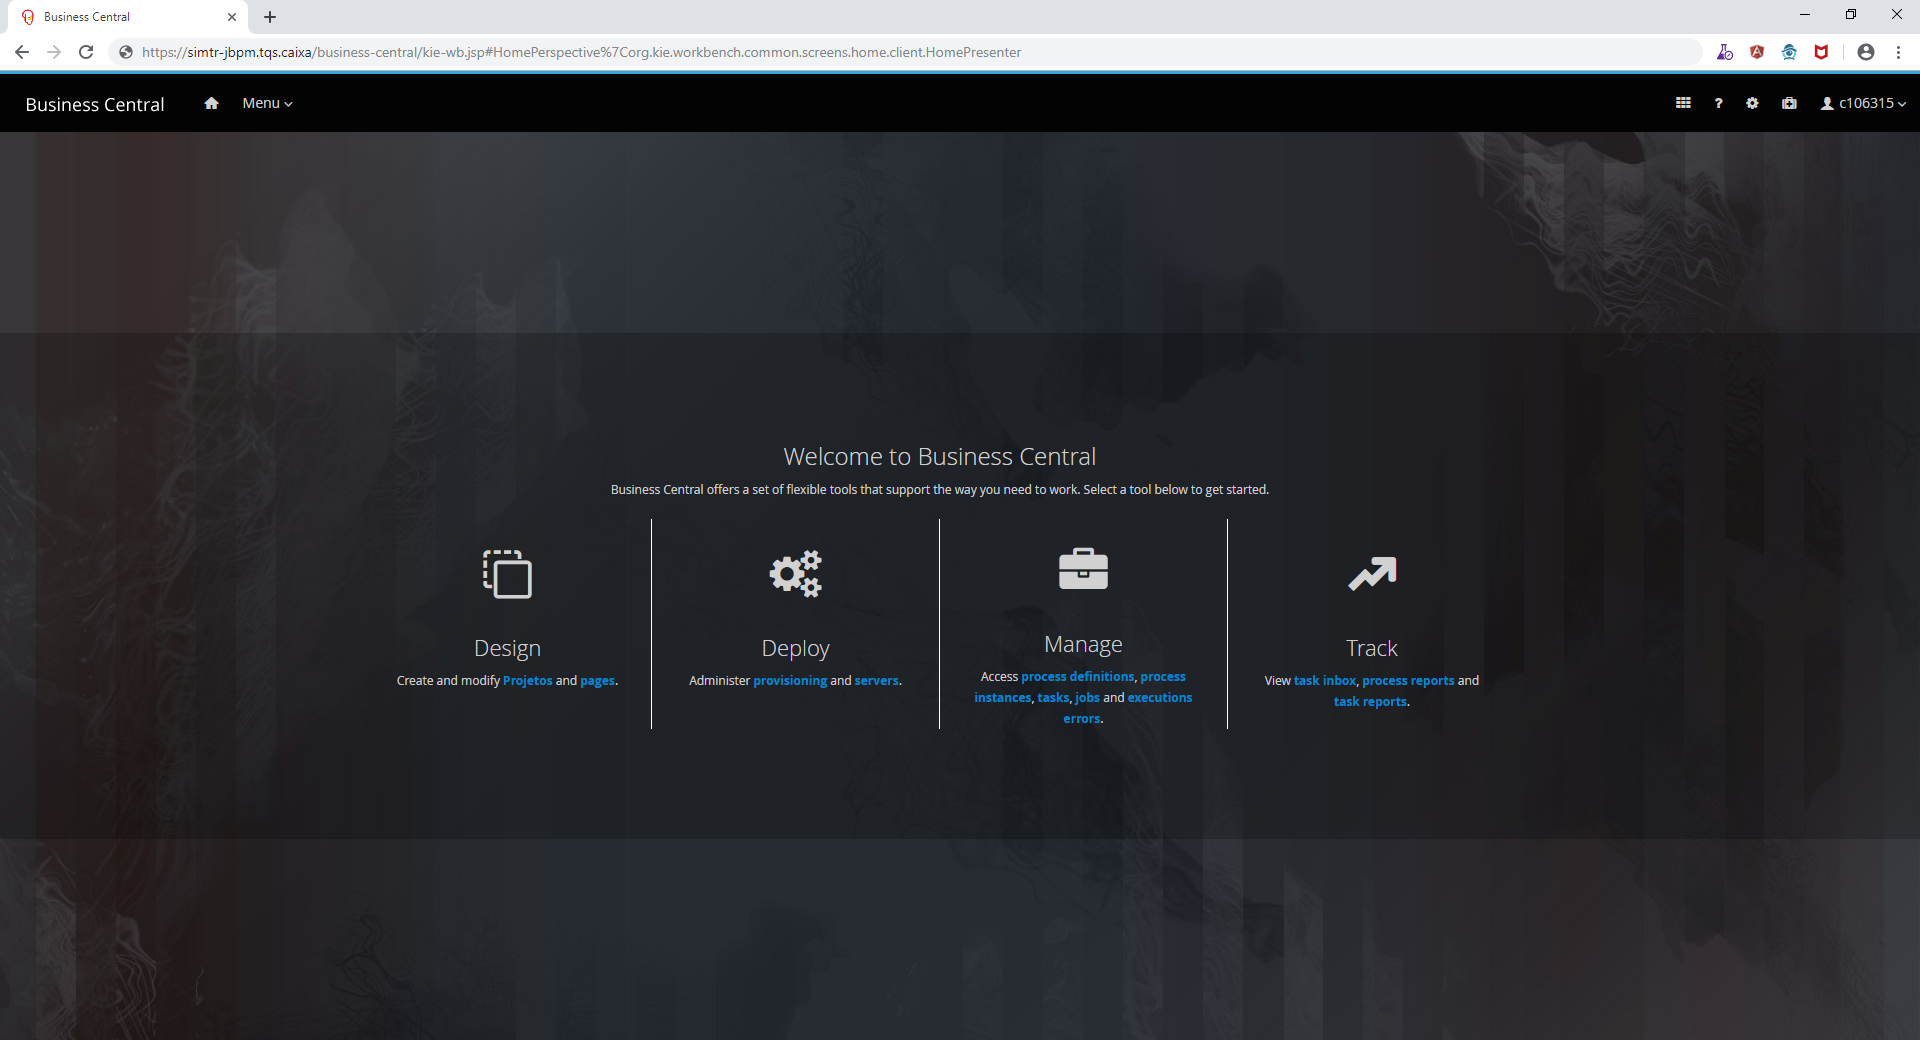 Business Central
https://simtr-jbpm.tqs.caixa/business-central/kie-wb.jsp#HomePerspective%7Corg.kie.workbench.common.screens.home.client.HomePresenter
Business Central
Menu
?
c106315
Welcome to Business Central
Business Central offers a set of flexible tools that support the way you need to work. Select a tool below to get started.
Design
Create and modify Projetos and pages.
Deploy
Administer provisioning and servers.
Manage
Access process definitions, process
instances, tasks, jobs and executions
errors.
Track
View task inbox, process reports and
task reports.